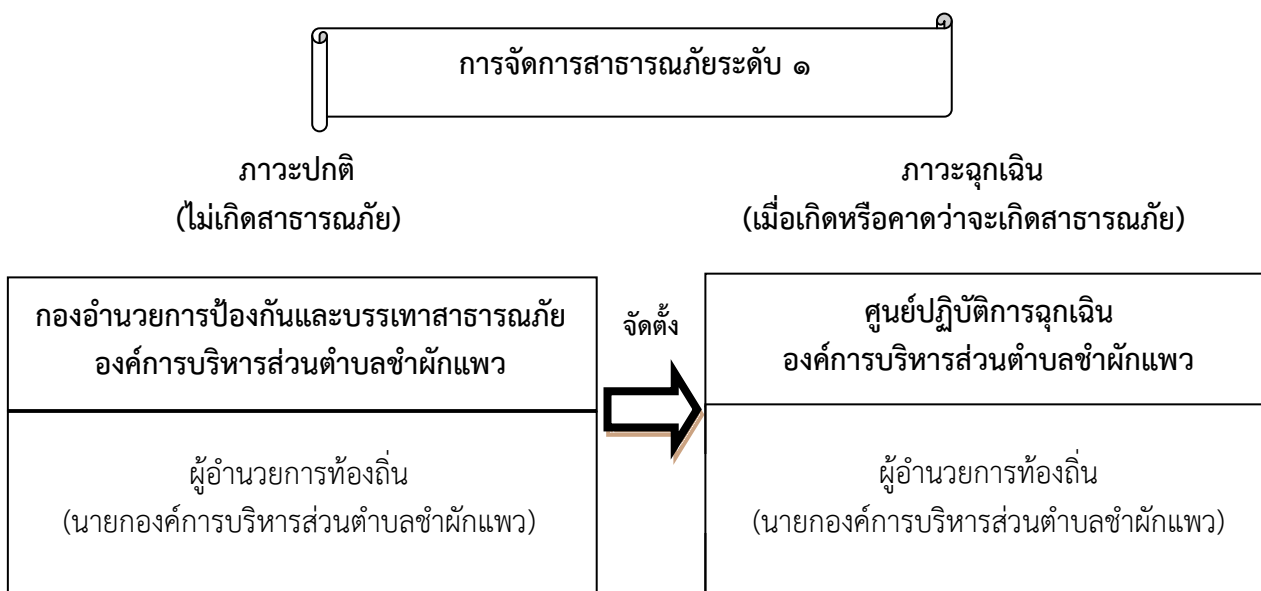 การจัดการสาธารณภัยระดับ ๑
ภาวะปกติ
(ไม่เกิดสาธารณภัย)
ภาวะฉุกเฉิน
(เมื่อเกิดหรือคาดว่าจะเกิดสาธารณภัย)
กองอำนวยการป้องกันและบรรเทาสาธารณภัย
องค์การบริหารส่วนตำบลชำผักแพว
จัดตั้ง
ศูนย์ปฏิบัติการฉุกเฉิน
องค์การบริหารส่วนตำบลชำผักแพว
ผู้อำนวยการท้องถิ่น
(นายกองค์การบริหารส่วนตำบลชำผักแพว)
ผู้อำนวยการท้องถิ่น
(นายกองค์การบริหารส่วนตำบลชำผักแพว)